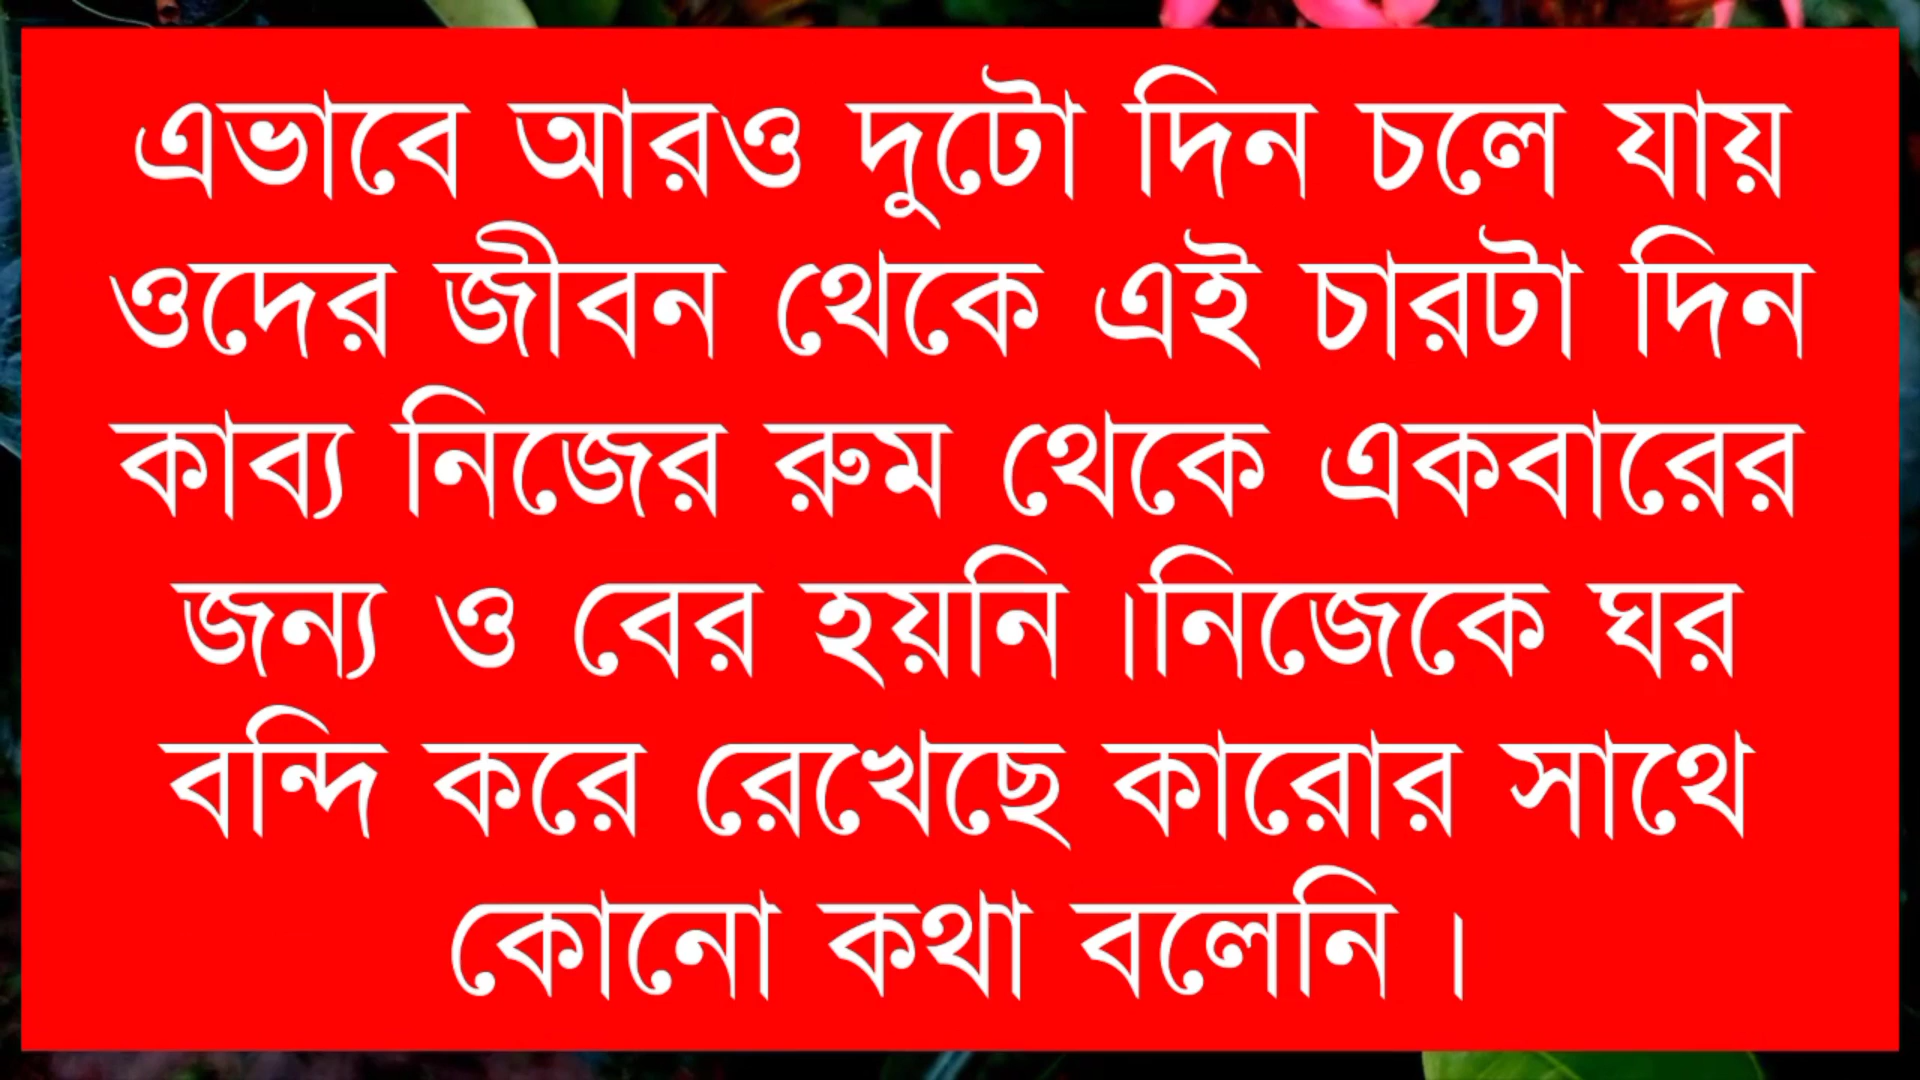 এভাবে আরও দুটো দিন চলে যায়
ওদের জীবন থেকে এই চারটা দিন
কাব্য নিজের রুম থেকে একবারের
জন্য ও বের হয়নি ।নিজেকে ঘর
বন্দি করে রেখেছে কারোর সাথে
কোনো কথা বলেনি ।